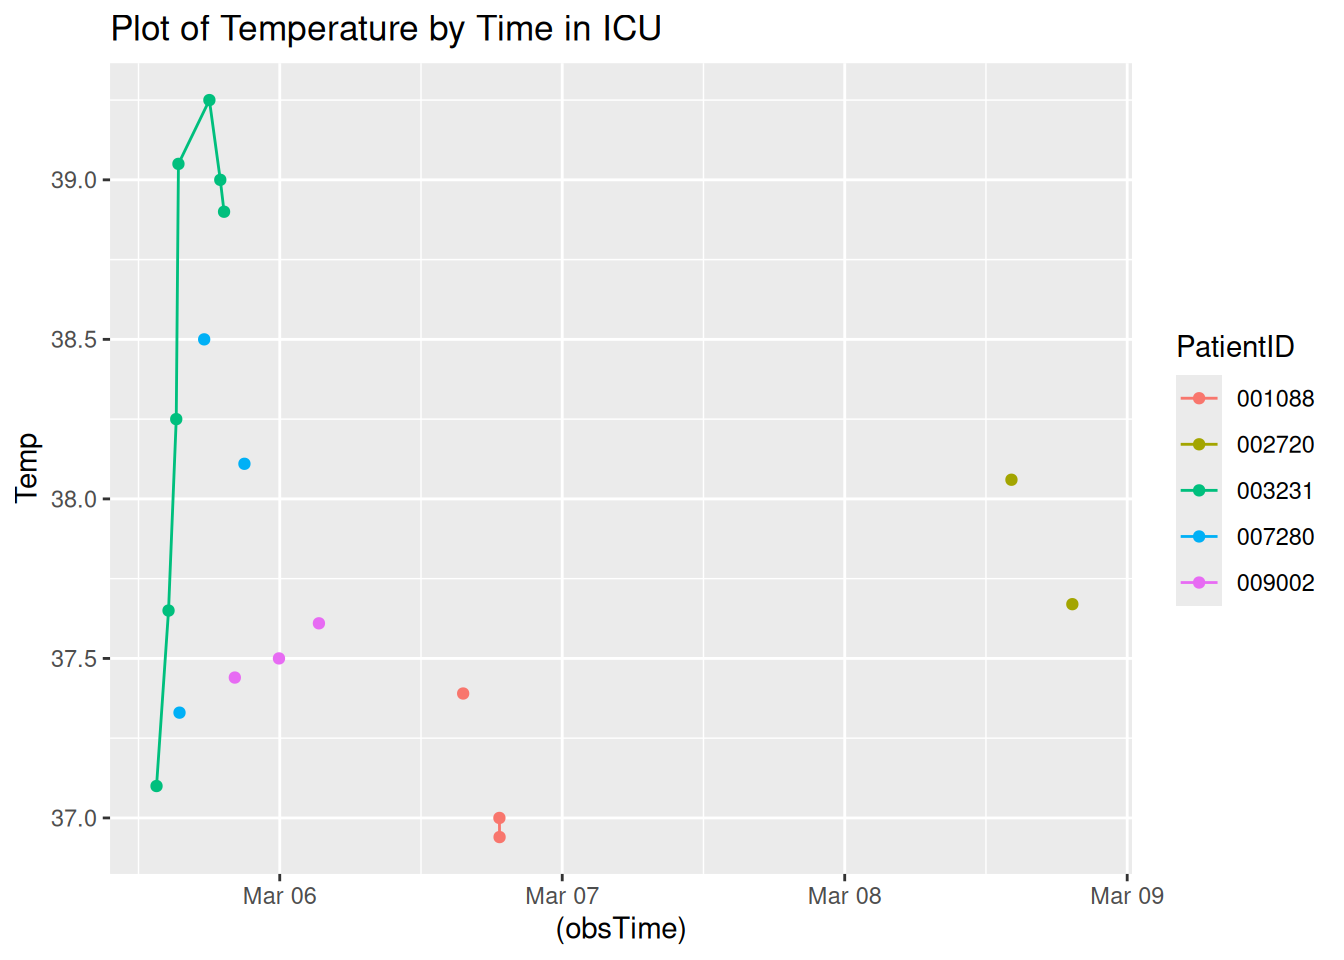 Plot of Temperature by Time in ICU
Temp
39.0
38.5
38.0
37.5
37.0
Mar 06 Mar 07 Mar 08 Mar 09
(obsTime)
PatientID
001088
002720
003231
007280
009002